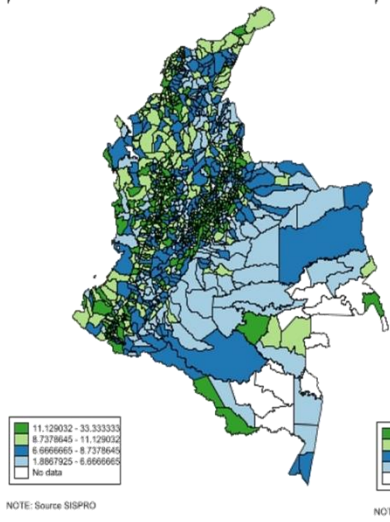 11.129032 - 33.333333
8.7378645 - 11.129032
6.6666665 - 8.7378645
1.8867925 - 6.6666665
No data
NOTE: Source SISPRO
NOT